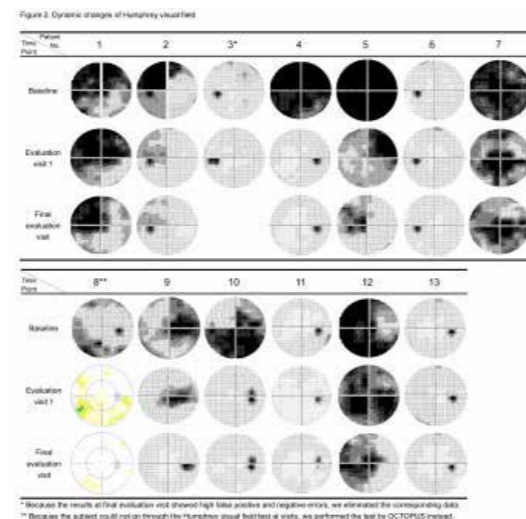 Figure 2. Dynamic changes of Humphrey visual field
Patient
Time No.
Point 1 2 3* 4 5 6 7
Baseline
Evaluation
visit 1
Final
evaluation
visit
Time
Point 8** 9 10 11 12 13
Baseline
Evaluation
visit 1
Final
evaluation
visit
* Because the results at final evaluation visit showed high false positive and negative errors, we eliminated the corresponding data.
** Because the subject could not go through the Humphrey visual field test at visits, we performed the test by OCTOPUS instead.